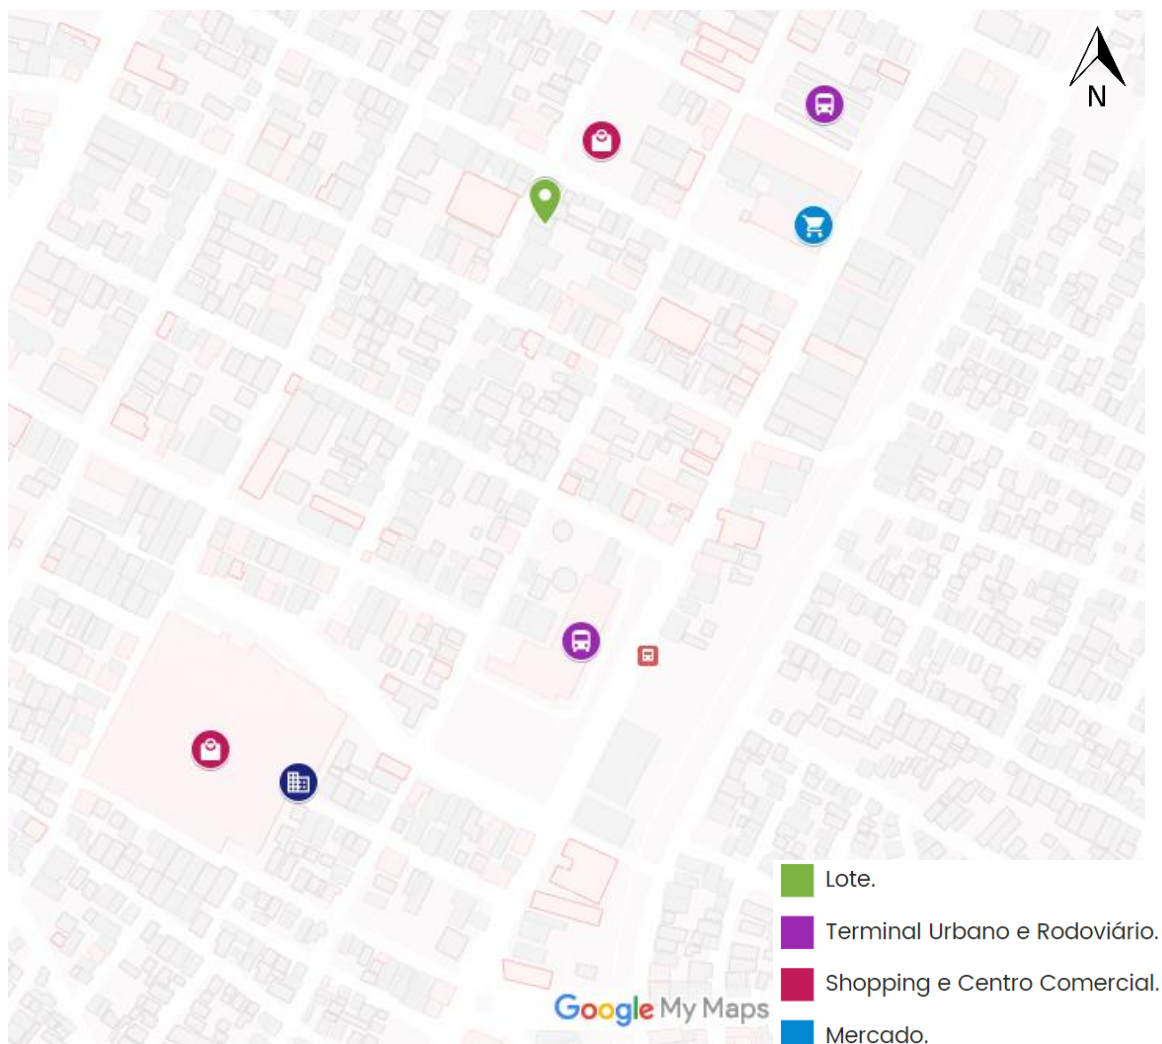 N
Lote.
Terminal Urbano e Rodoviário.
Shopping e Centro Comercial.
Google My Maps
Mercado.